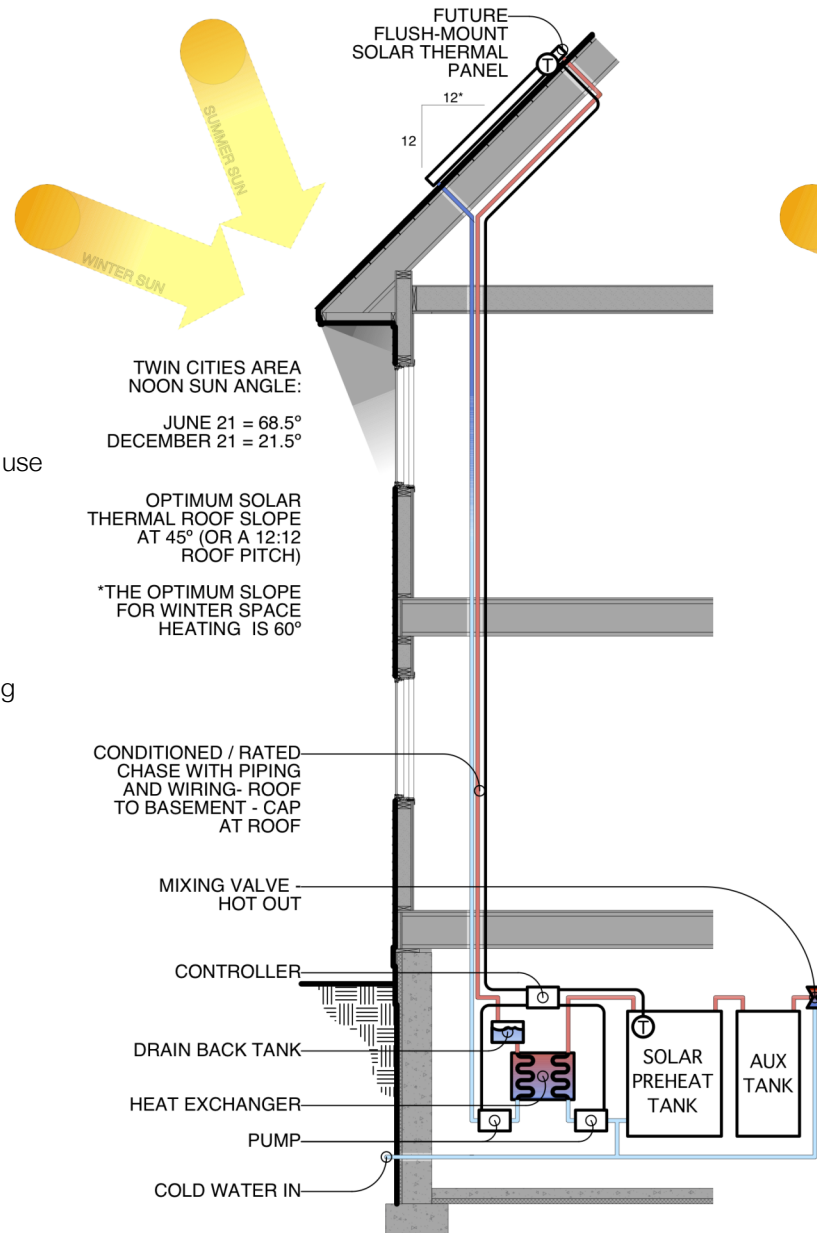 FUTURE
FLUSH-MOUNT
SOLAR THERMAL
PANEL
T
12*
12
SUMMER SUN
WINTER SUN
TWIN CITIES AREA
NOON SUN ANGLE:
JUNE 21 = 68.5º
DECEMBER 21 = 21.5º
use
OPTIMUM SOLAR
THERMAL ROOF SLOPE
AT 45º (OR A 12:12
ROOF PITCH)
*THE OPTIMUM SLOPE
FOR WINTER SPACE
HEATING IS 60º
g
CONDITIONED / RATED
CHASE WITH PIPING
AND WIRING- ROOF
TO BASEMENT - CAP
AT ROOF
MIXING VALVE -
HOT OUT
CONTROLLER
DRAIN BACK TANK
HEAT EXCHANGER
PUMP
COLD WATER IN
T
SOLAR
PREHEAT
TANK
AUX
TANK